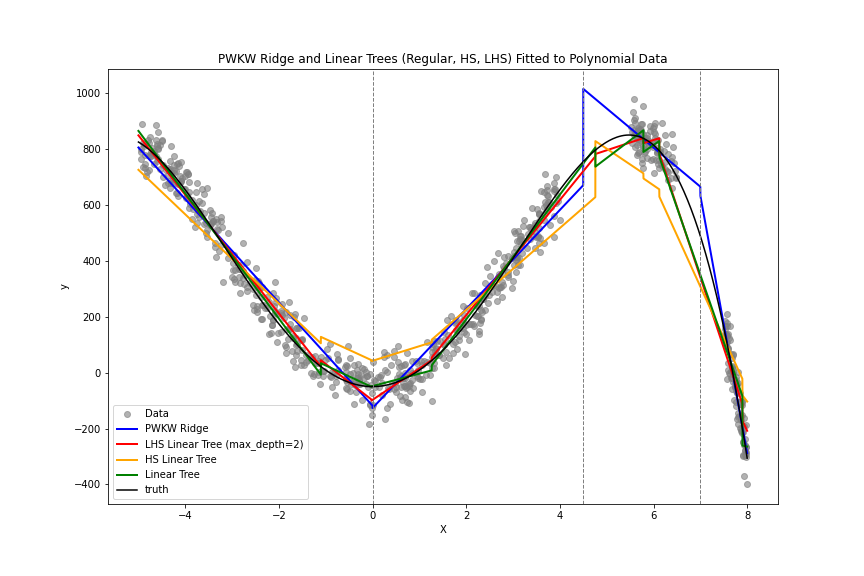 PWKW Ridge and Linear Trees (Regular, HS, LHS) Fitted to Polynomial Data
1000
800
600
400
200
0
−200
−400
y
Data
PWKW Ridge
LHS Linear Tree (max_depth=2)
HS Linear Tree
Linear Tree
truth
−4 −2 0 2 4 6 8
X